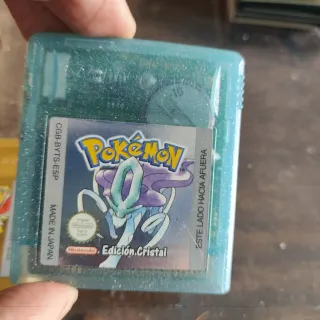 POKéMON
CGB-BYTS-ESP
MADE IN JAPAN
ESTE LADO HACIA AFUERA
Nintendo
Edición Cristal